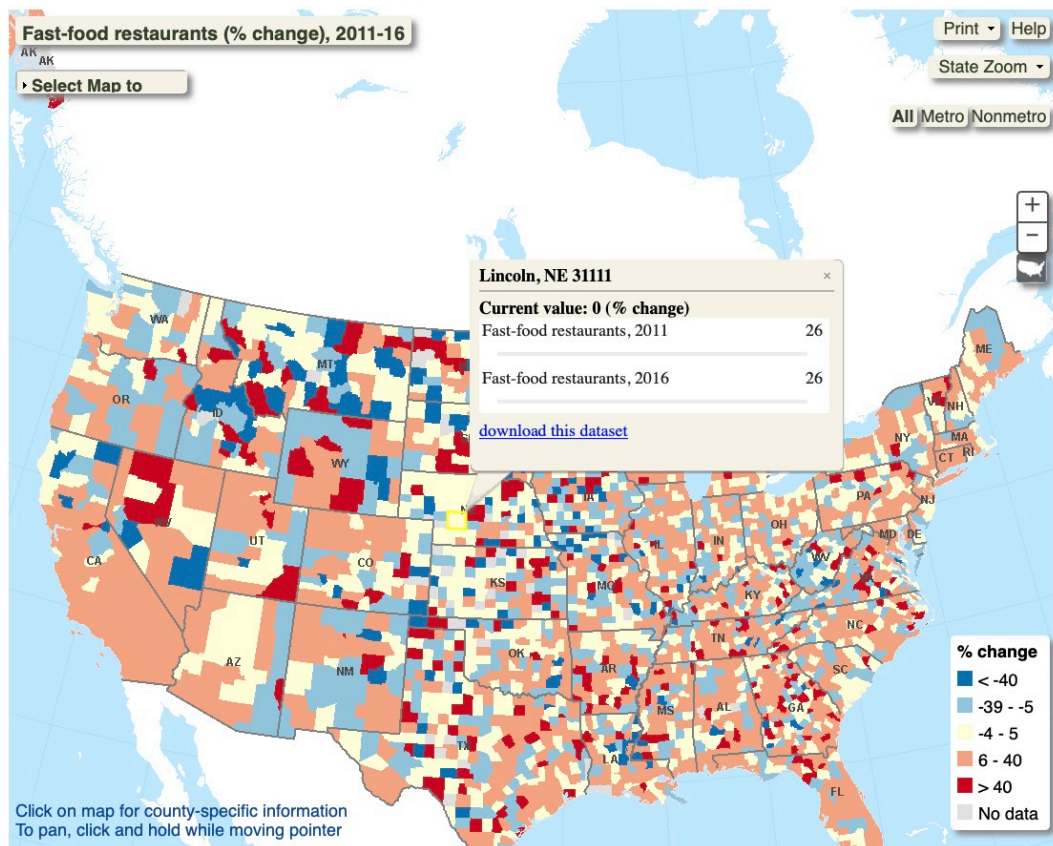 Fast-food restaurants (% change), 2011-16
Print
Help
AK
AK
Select Map to
State Zoom
All Metro Nonmetro
+
−
Lincoln, NE 31111
×
Current value: 0 (% change)
Fast-food restaurants, 2011 26
Fast-food restaurants, 2016 26
download this dataset
WA
MT
ME
OR
ID
NH
WY
NY
MA
CT
RI
IA
PA
NJ
OH
IL
IN
MD
DE
UT
CO
CA
WV
KS
MO
KY
NC
TN
AZ
NM
OK
AR
SC
MS
AL
GA
TX
LA
FL
% change
< -40
-39 - -5
-4 - 5
6 - 40
> 40
No data
Click on map for county-specific information
To pan, click and hold while moving pointer